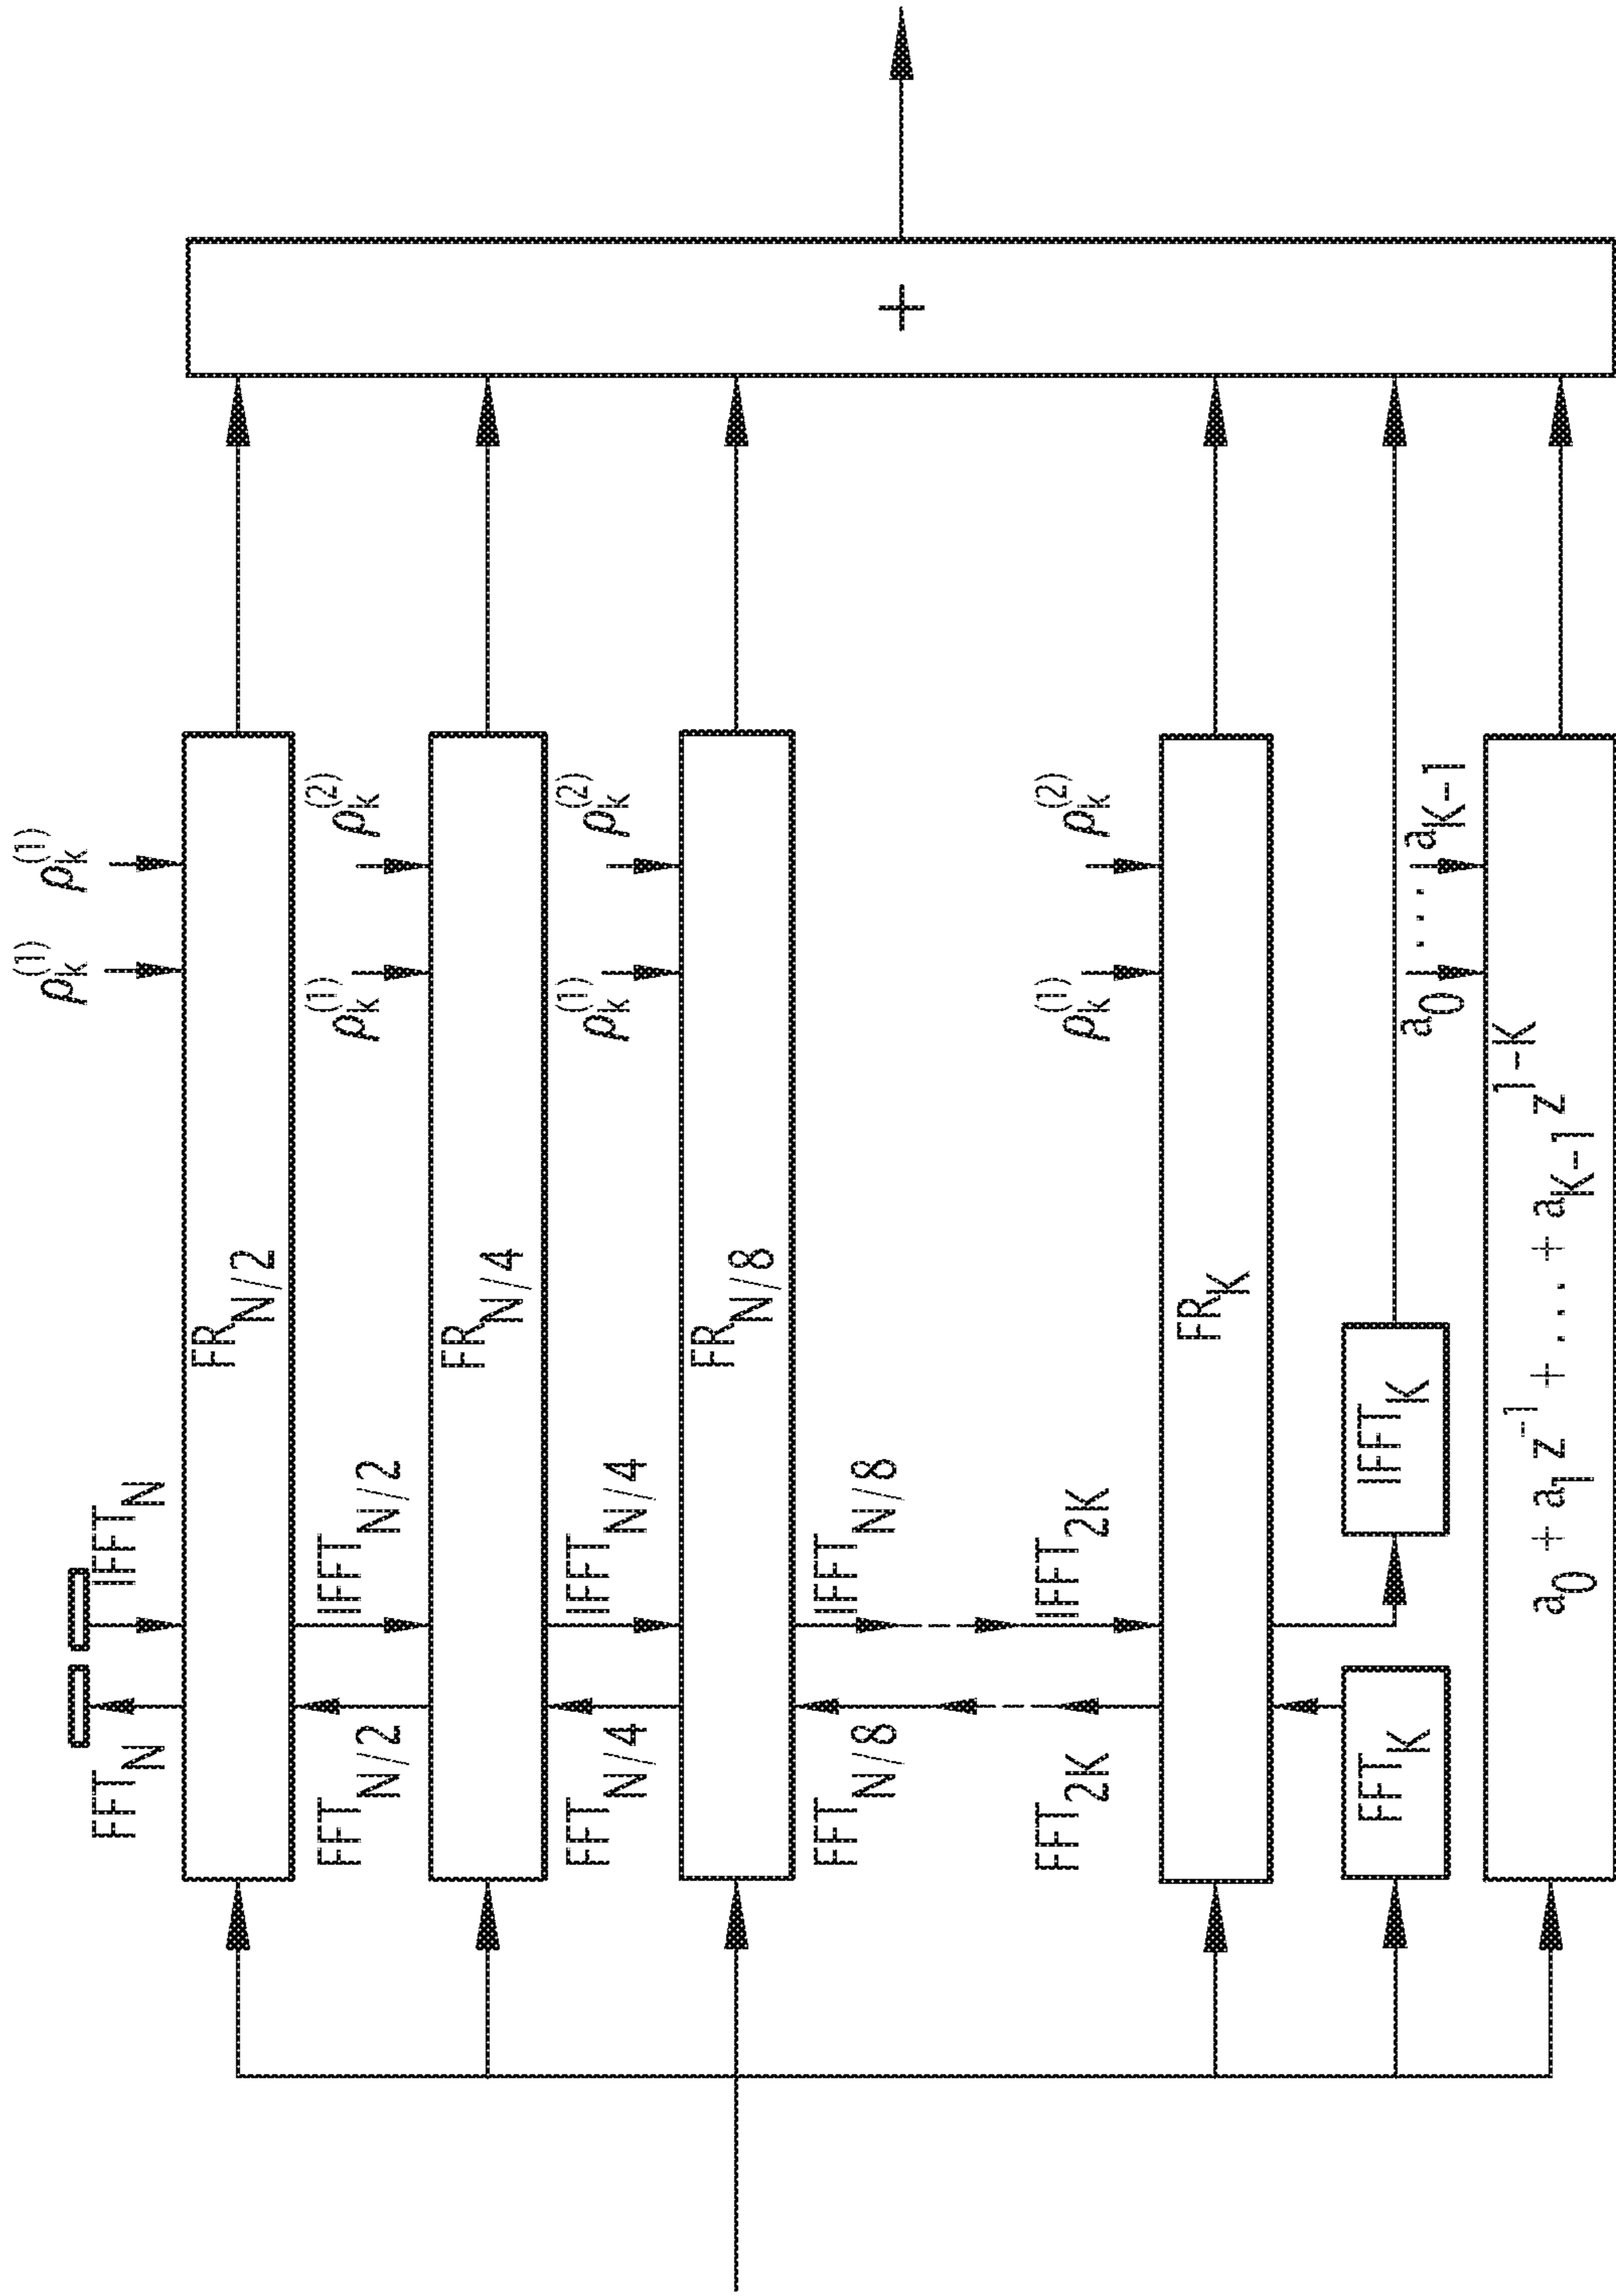 FFT_N
IFFT_N
ρ_k^(1)
ρ_k^(1)
FR_N/2
FFT_N/2
IFFT_N/2
ρ_k^(1)
ρ_k^(2)
FR_N/4
FFT_N/4
IFFT_N/4
ρ_k^(1)
ρ_k^(2)
FR_N/8
FFT_N/8
IFFT_N/8
+
FFT_2K
IFFT_2K
ρ_k^(1)
ρ_k^(2)
FR_K
FFT_K
IFFT_K
a_0 .... a_K-1
a_0 + a_1 z^-1 + ... + a_K-1 z^1-K